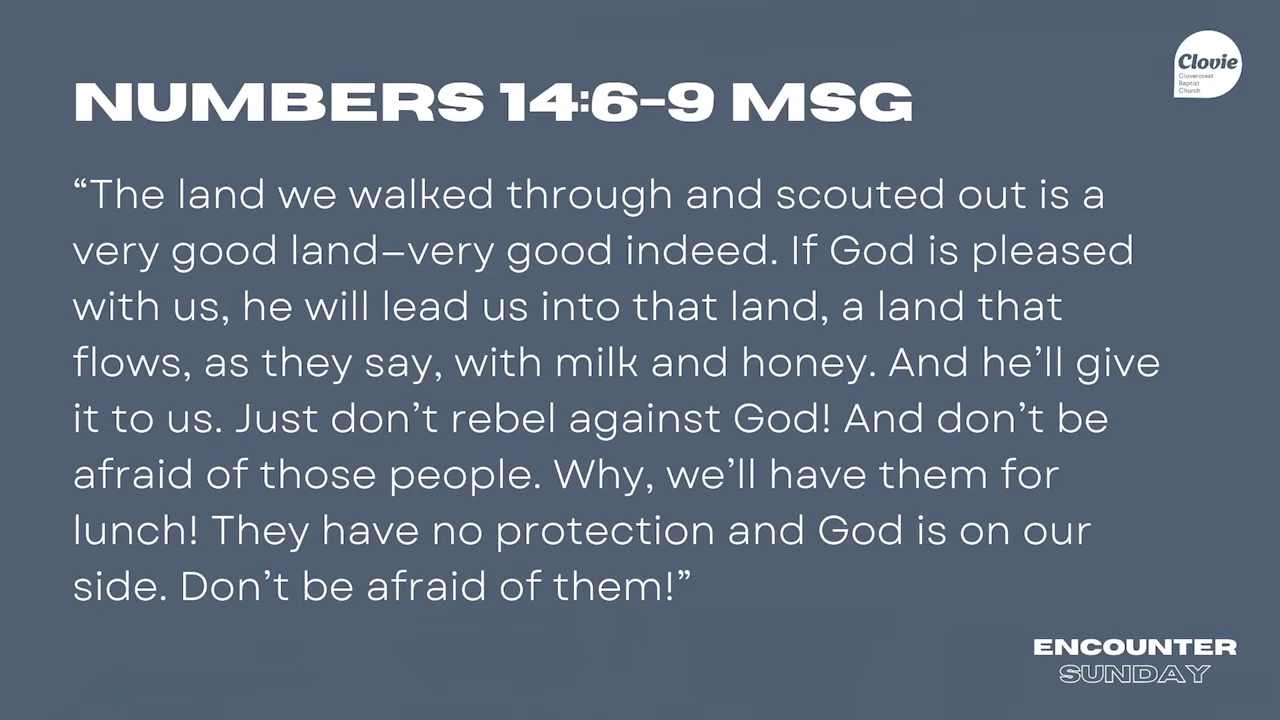 NUMBERS 14:6-9 MSG
Clovie
Clovercrest
Baptist
Church
“The land we walked through and scouted out is a
very good land—very good indeed. If God is pleased
with us, he will lead us into that land, a land that
flows, as they say, with milk and honey. And he’ll give
it to us. Just don’t rebel against God! And don’t be
afraid of those people. Why, we’ll have them for
lunch! They have no protection and God is on our
side. Don’t be afraid of them!”
ENCOUNTER
SUNDAY